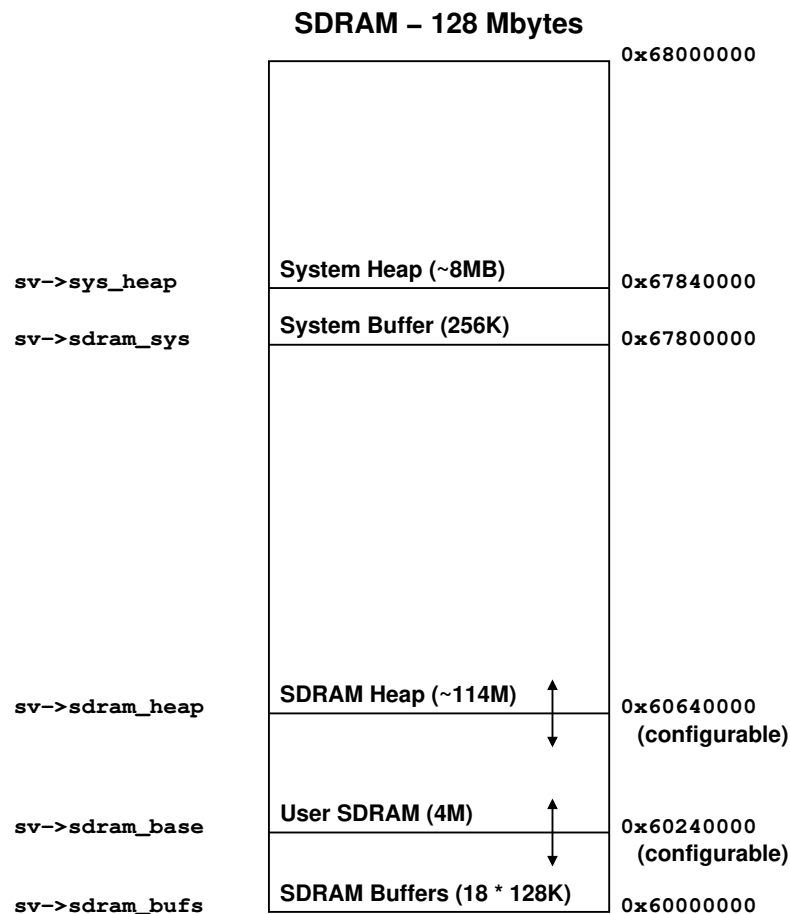 SDRAM – 128 Mbytes
0x68000000
System Heap (~8MB)
sv->sys_heap
0x67840000
System Buffer (256K)
sv->sdram_sys
0x67800000
SDRAM Heap (~114M)
sv->sdram_heap
0x60640000
(configurable)
User SDRAM (4M)
sv->sdram_base
0x60240000
(configurable)
SDRAM Buffers (18 * 128K)
sv->sdram_bufs
0x60000000